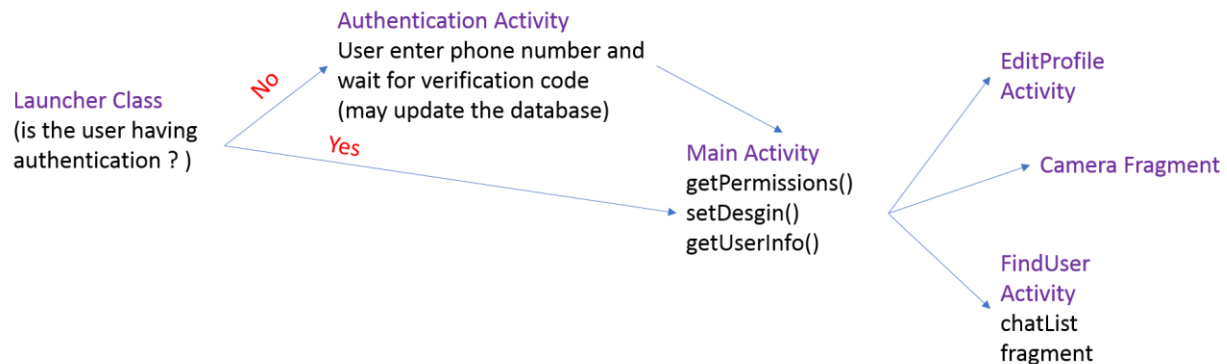 Launcher Class
(is the user having
authentication ? )
No
Yes
Authentication Activity
User enter phone number and
wait for verification code
(may update the database)
Main Activity
getPermissions()
setDesgin()
getUserInfo()
EditProfile
Activity
Camera Fragment
FindUser
Activity
chatList
fragment